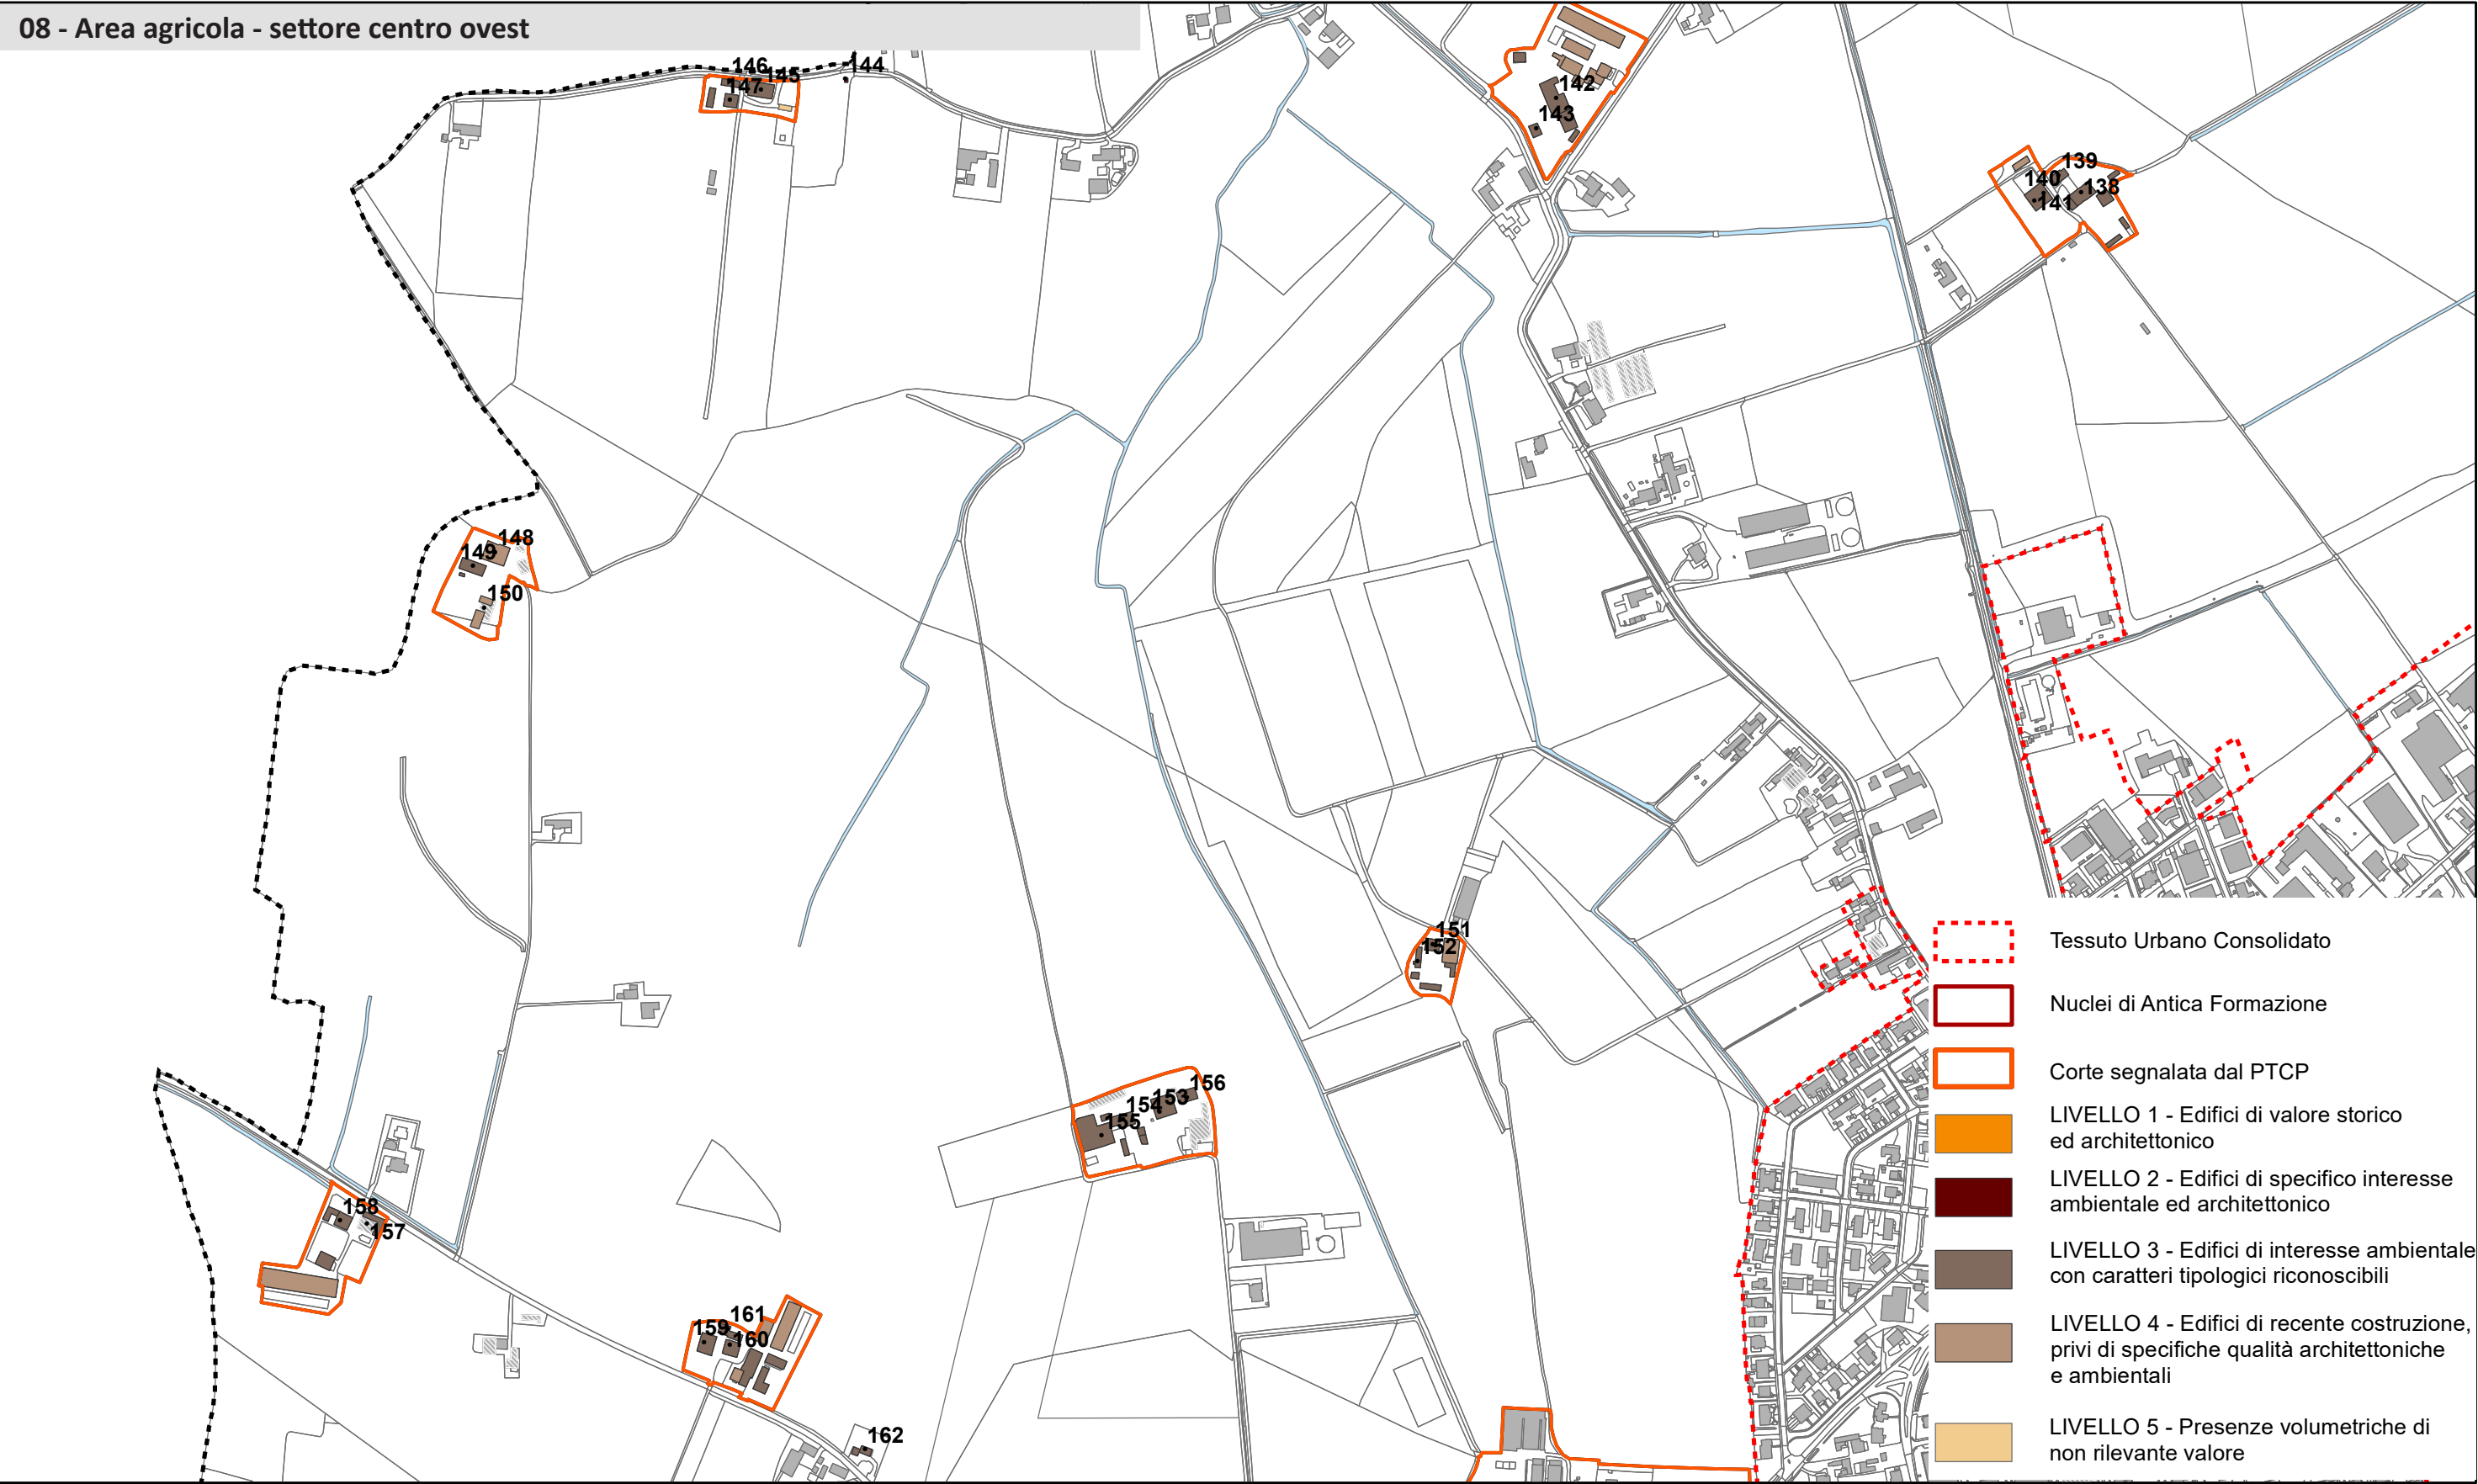 08 - Area agricola - settore centro ovest
146
145
144
147
142
143
139
140
138
141
148
149
150
151
152
156
153
154
155
158
157
161
159
160
162
Tessuto Urbano Consolidato
Nuclei di Antica Formazione
Corte segnalata dal PTCP
LIVELLO 1 - Edifici di valore storico
ed architettonico
LIVELLO 2 - Edifici di specifico interesse
ambientale ed architettonico
LIVELLO 3 - Edifici di interesse ambientale
con caratteri tipologici riconoscibili
LIVELLO 4 - Edifici di recente costruzione,
privi di specifiche qualità architettoniche
e ambientali
LIVELLO 5 - Presenze volumetriche di
non rilevante valore